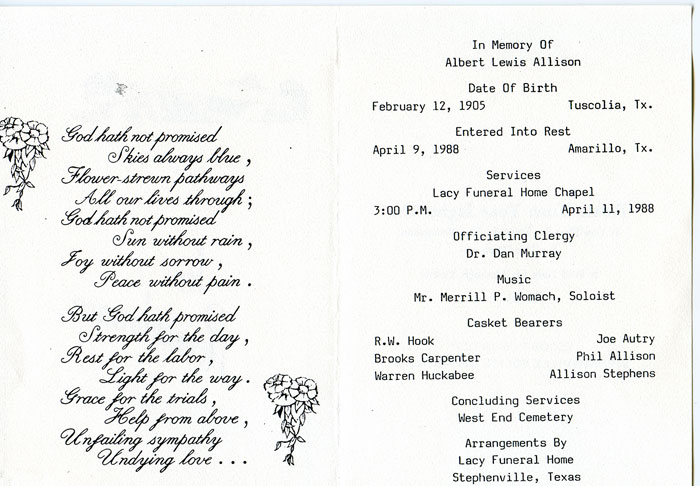 God hath not promised
Skies always blue,
Flower-strewn pathways
All our lives through;
God hath not promised
Sun without rain,
Joy without sorrow,
Peace without pain.
But God hath promised
Strength for the day,
Rest for the labor,
Light for the way.
Grace for the trials,
Help from above,
Unfailing sympathy
Undying love...
In Memory Of
Albert Lewis Allison
Date Of Birth
February 12, 1905 Tuscolia, Tx.
Entered Into Rest
April 9, 1988 Amarillo, Tx.
Services
Lacy Funeral Home Chapel
3:00 P.M. April 11, 1988
Officiating Clergy
Dr. Dan Murray
Music
Mr. Merrill P. Womach, Soloist
Casket Bearers
R.W. Hook Joe Autry
Brooks Carpenter Phil Allison
Warren Huckabee Allison Stephens
Concluding Services
West End Cemetery
Arrangements By
Lacy Funeral Home
Stephenville, Texas